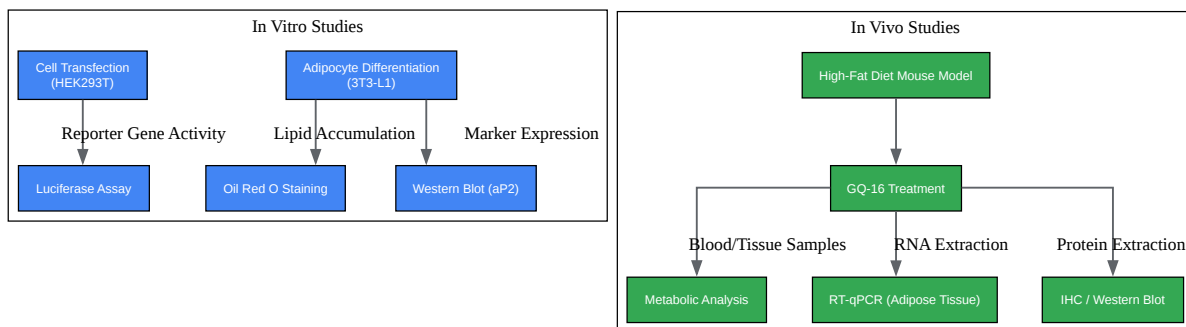 In Vitro Studies
Cell Transfection
(HEK293T)
Adipocyte Differentiation
(3T3-L1)
Reporter Gene Activity
Lipid Accumulation
Marker Expression
Luciferase Assay
Oil Red O Staining
Western Blot (aP2)
In Vivo Studies
High-Fat Diet Mouse Model
GQ-16 Treatment
Blood/Tissue Samples
RNA Extraction
Protein Extraction
Metabolic Analysis
RT-qPCR (Adipose Tissue)
IHC / Western Blot